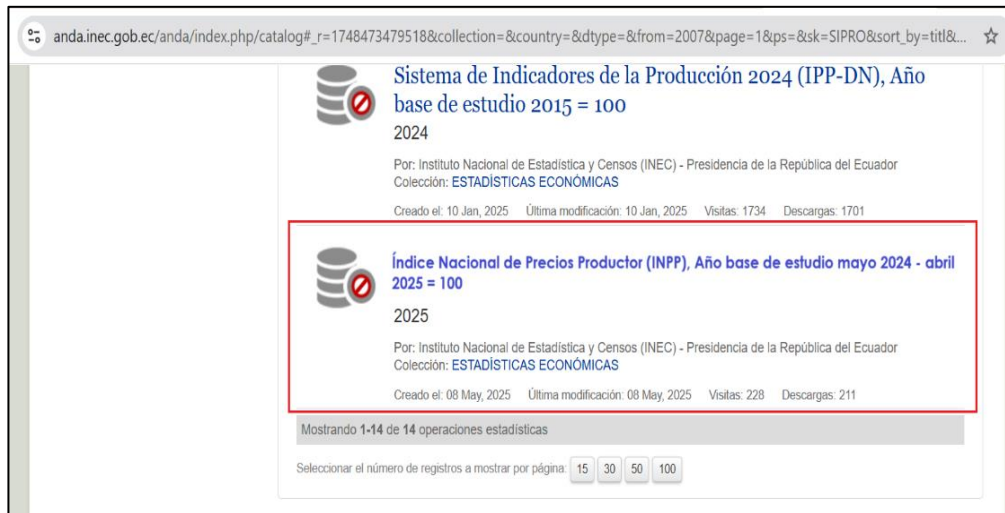 anda.inec.gob.ec/anda/index.php/catalog#_r=1748473479518&collection=&country=&dtype=&from=2007&page=1&ps=&sk=SIPRO&sort_by=titl&...
Sistema de Indicadores de la Producción 2024 (IPP-DN), Año
base de estudio 2015 = 100
2024
Por: Instituto Nacional de Estadística y Censos (INEC) - Presidencia de la República del Ecuador
Colección: ESTADÍSTICAS ECONÓMICAS
Creado el: 10 Jan, 2025 Última modificación: 10 Jan, 2025 Visitas: 1734 Descargas: 1701
Índice Nacional de Precios Productor (INPP), Año base de estudio mayo 2024 - abril
2025 = 100
2025
Por: Instituto Nacional de Estadística y Censos (INEC) - Presidencia de la República del Ecuador
Colección: ESTADÍSTICAS ECONÓMICAS
Creado el: 08 May, 2025 Última modificación: 08 May, 2025 Visitas: 228 Descargas: 211
Mostrando 1-14 de 14 operaciones estadísticas
Seleccionar el número de registros a mostrar por página: 15 30 50 100